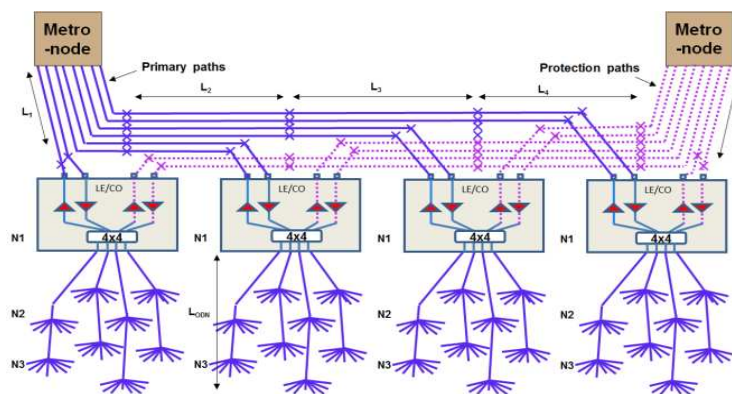 Metro
-node
Metro
-node
Primary paths
Protection paths
L1
L2
L3
L4
LE/CO
LE/CO
LE/CO
LE/CO
N1
4x4
N1
4x4
N1
4x4
N1
4x4
LODN
N2
N2
N2
N2
N3
N3
N3
N3